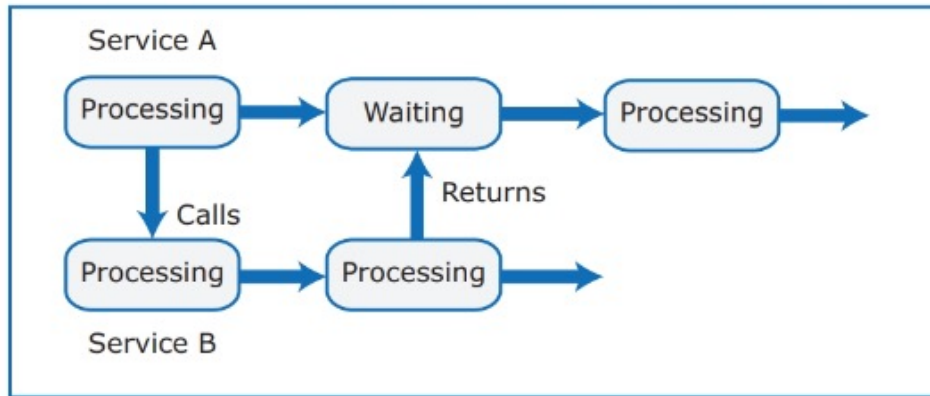 Service A
Processing
Waiting
Processing
Returns
Calls
Processing
Processing
Service B